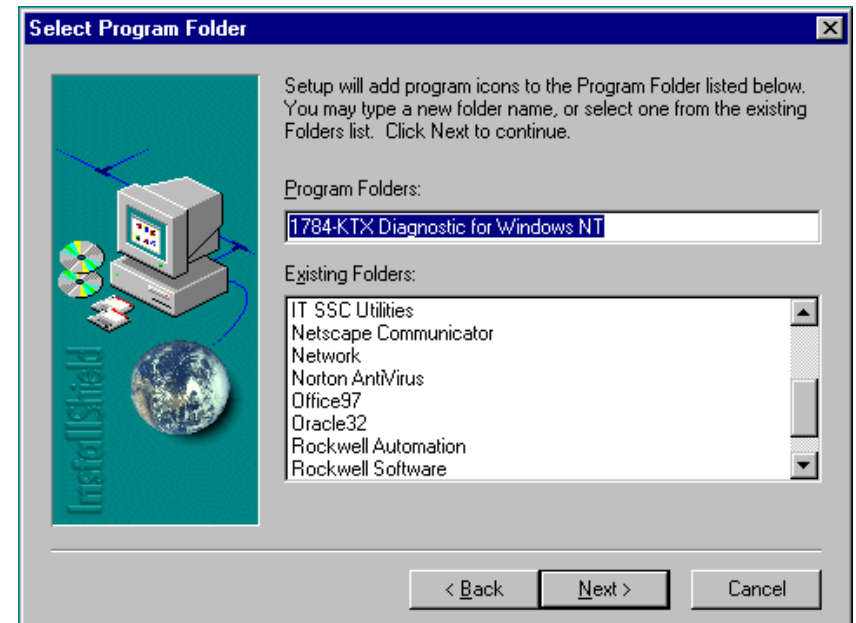 Select Program Folder
Setup will add program icons to the Program Folder listed below.
You may type a new folder name, or select one from the existing
Folders list.  Click Next to continue.
Program Folders:
1784-KTX Diagnostic for Windows NT
Existing Folders:
IT SSC Utilities
Netscape Communicator
Network
Norton AntiVirus
Office97
Oracle32
Rockwell Automation
Rockwell Software
InstallShield
< Back
Next >
Cancel